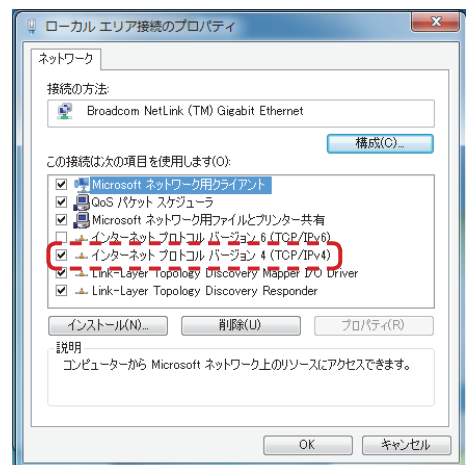 ローカル エリア接続のプロパティ
ネットワーク
接続の方法:
Broadcom NetLink (TM) Gigabit Ethernet
構成(C)...
この接続は次の項目を使用します(O):
Microsoft ネットワーク用クライアント
QoS パケット スケジューラ
Microsoft ネットワーク用ファイルとプリンター共有
インターネット プロトコル バージョン 6 (TCP/IPv6)
インターネット プロトコル バージョン 4 (TCP/IPv4)
Link-Layer Topology Discovery Mapper I/O Driver
Link-Layer Topology Discovery Responder
インストール(N)...
削除(U)
プロパティ(R)
説明
コンピューターから Microsoft ネットワーク上のリソースにアクセスできます。
OK
キャンセル